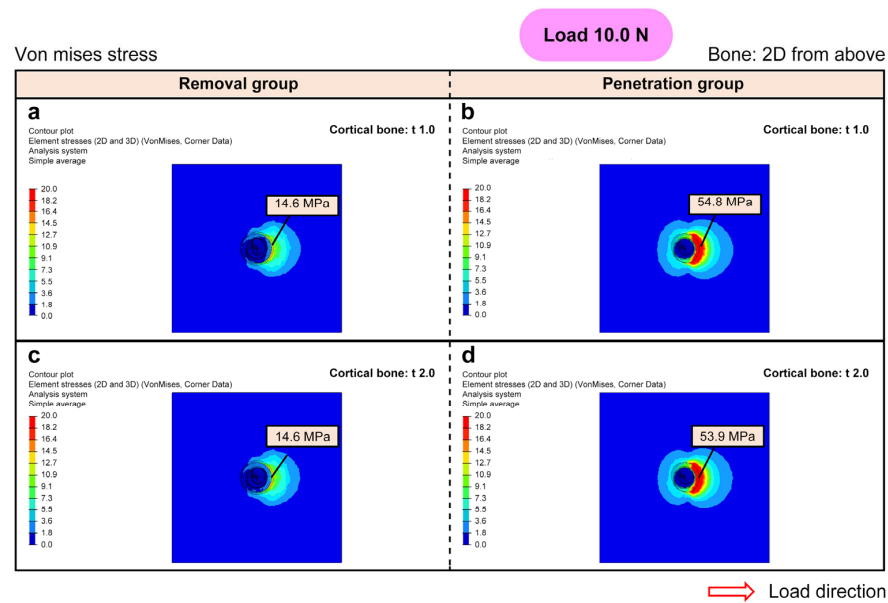 Load 10.0 N
Von mises stress
Bone: 2D from above
Removal group
Penetration group
a
Cortical bone: t 1.0
Contour plot
Element stresses (2D and 3D) (VonMises, Corner Data)
Analysis system
Simple average
20.0
18.2
16.4
14.5
12.7
10.9
9.1
7.3
5.5
3.6
1.8
0.0
14.6 MPa
b
Cortical bone: t 1.0
Contour plot
Element stresses (2D and 3D) (VonMises, Corner Data)
Analysis system
Simple average
20.0
18.2
16.4
14.5
12.7
10.9
9.1
7.3
5.5
3.6
1.8
0.0
54.8 MPa
c
Cortical bone: t 2.0
Contour plot
Element stresses (2D and 3D) (VonMises, Corner Data)
Analysis system
Simple average
20.0
18.2
16.4
14.5
12.7
10.9
9.1
7.3
5.5
3.6
1.8
0.0
14.6 MPa
d
Cortical bone: t 2.0
Contour plot
Element stresses (2D and 3D) (VonMises, Corner Data)
Analysis system
Simple average
20.0
18.2
16.4
14.5
12.7
10.9
9.1
7.3
5.5
3.6
1.8
0.0
53.9 MPa
Load direction